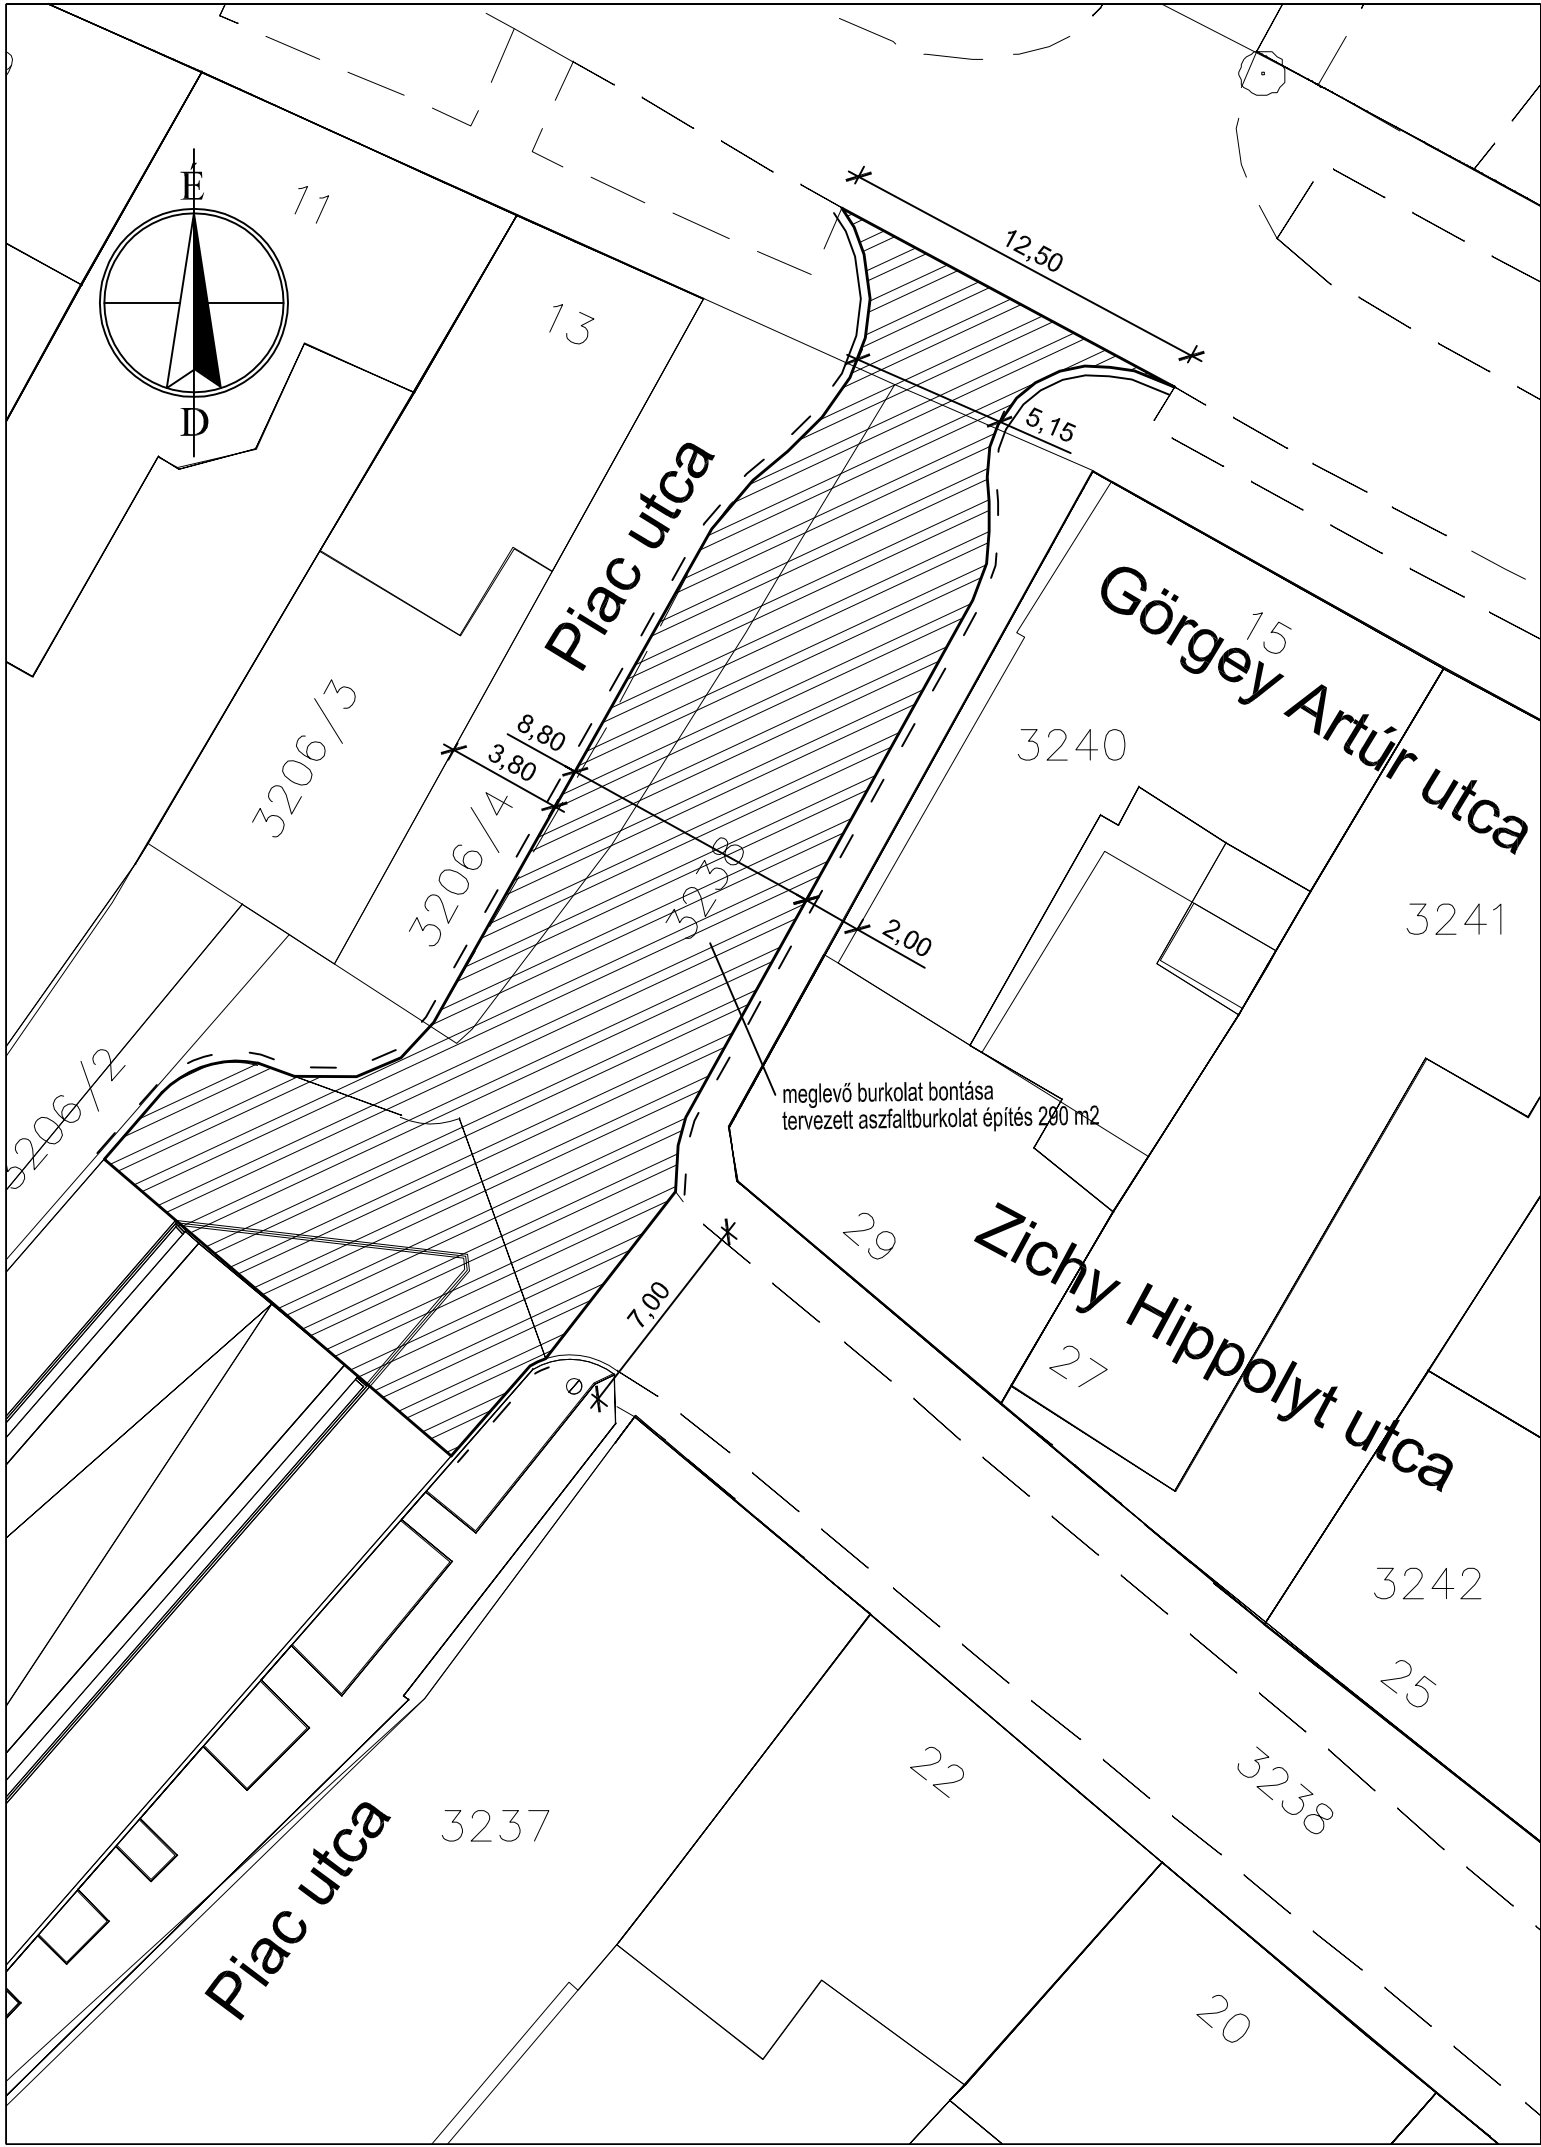 É
11
D
13
12,50
5,15
Piac utca
Görgey Artúr utca
15
3206/3
8,80
3,80
3206/4
3240
3236
2,00
3241
3206/2
meglevő burkolat bontása
tervezett aszfaltburkolat építés 290 m2
29
Zichy Hippolyt utca
7,00
27
3242
25
22
3238
3237
Piac utca
20